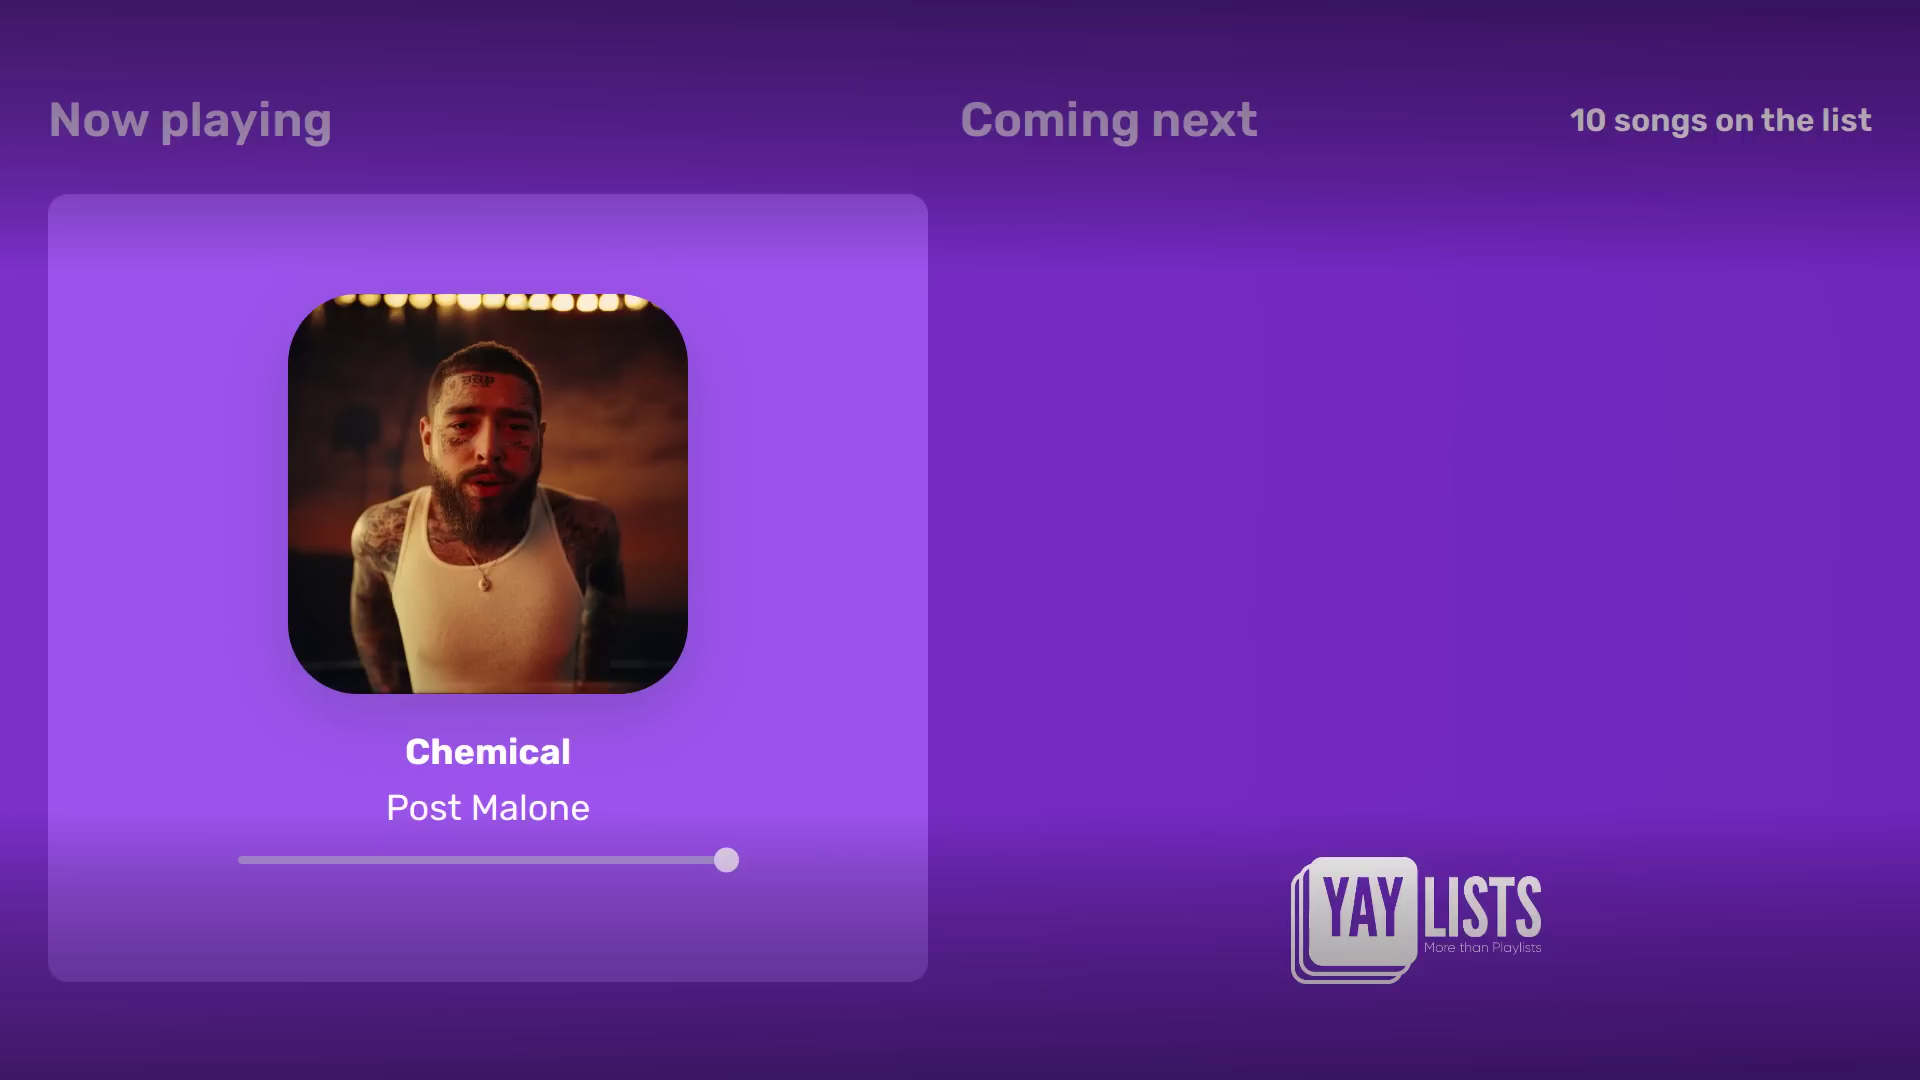 Now playing
Coming next
10 songs on the list
Chemical
Post Malone
YAY LISTS
More than Playlists